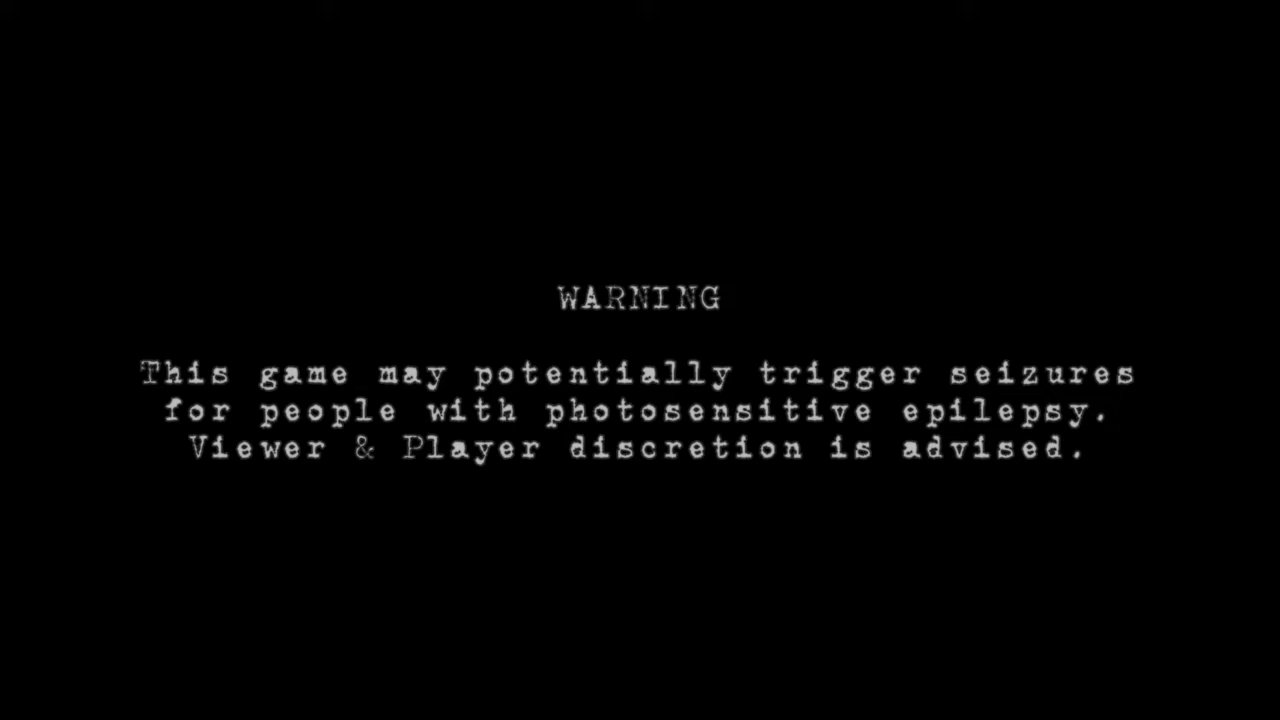 WARNING
This game may potentially trigger seizures
for people with photosensitive epilepsy.
Viewer & Player discretion is advised.